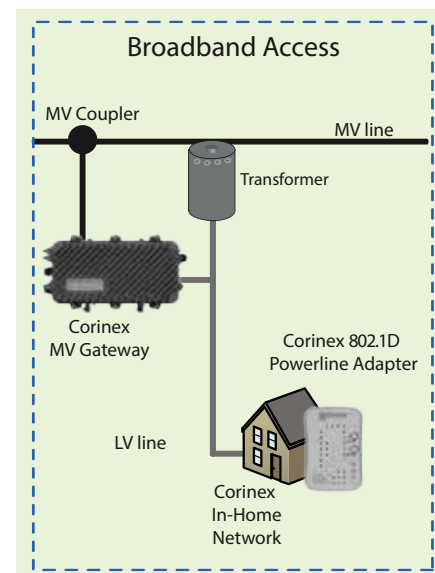 Broadband Access
MV Coupler
MV line
Transformer
Corinex
MV Gateway
Corinex 802.1D
Powerline Adapter
LV line
Corinex
In-Home
Network